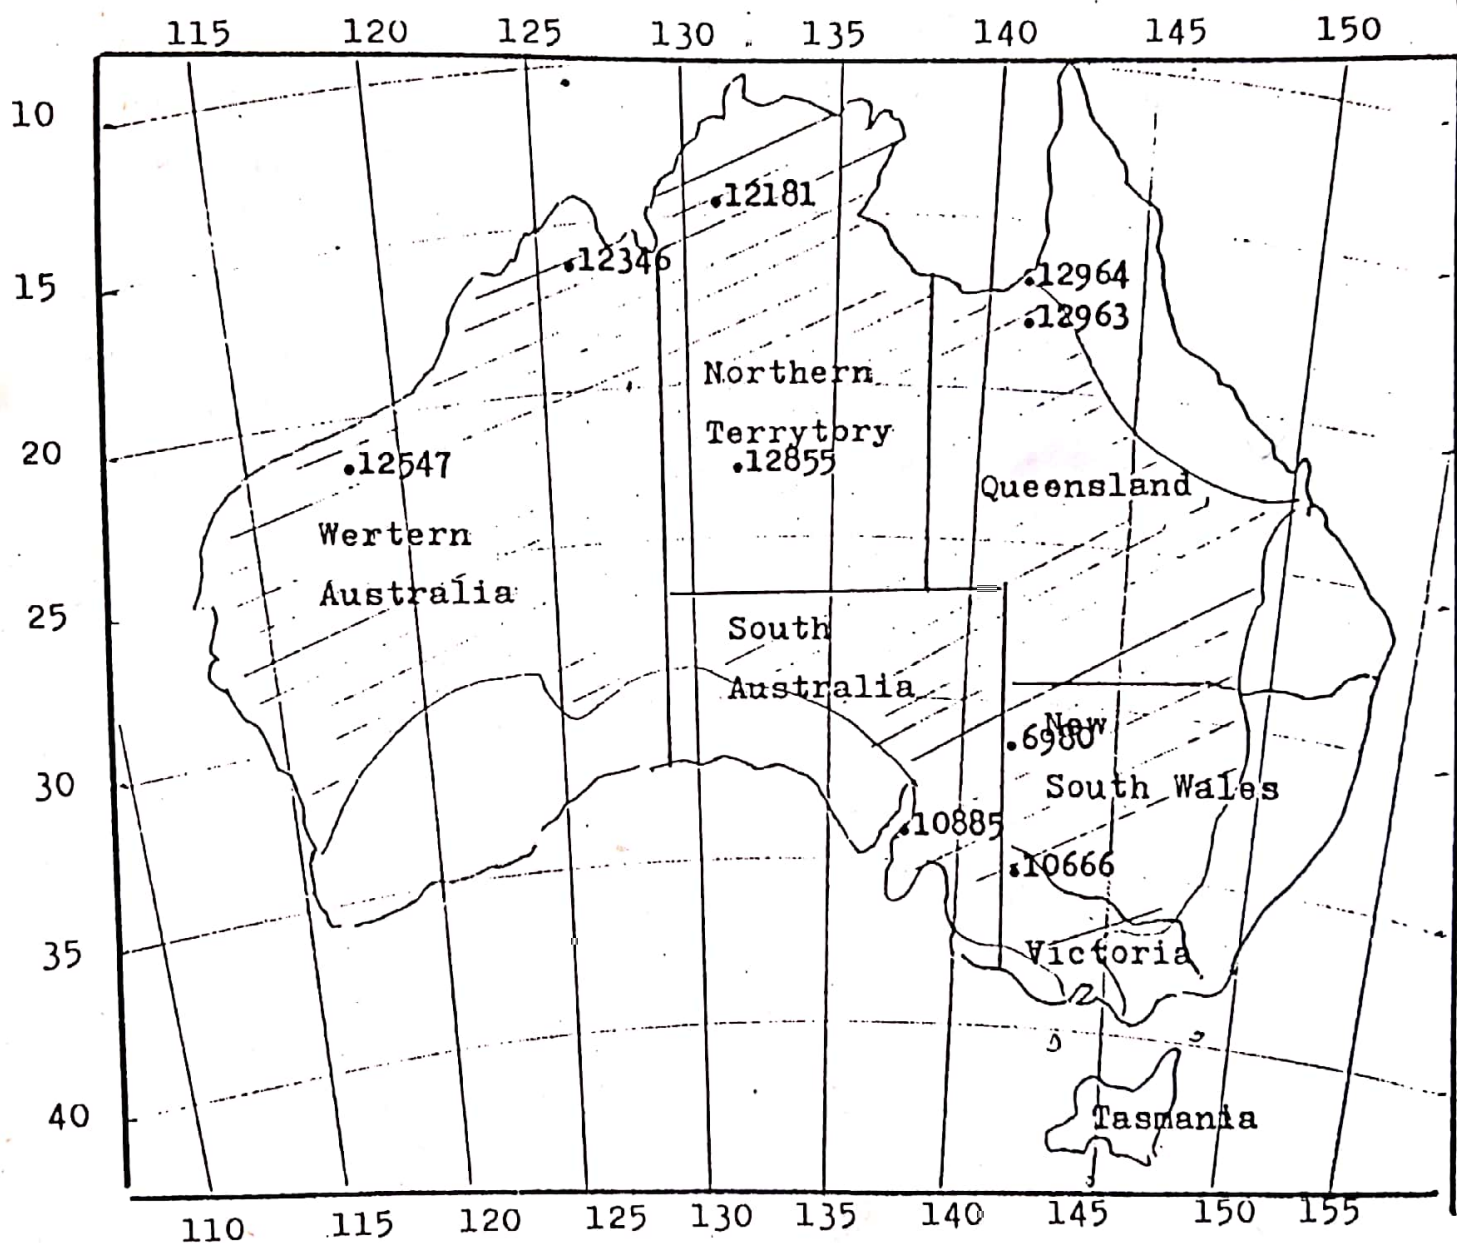 115 120 125 130 135 140 145 150
10
.12181
.12346
15
.12964
.12963
Northern
Terrytory
20
.12547
.12855
Queensland
Wertern
Australia
25
South
Australia
New
.6980
30
South Wales
.10885
.10666
35
Victoria
40
Tasmania
110 115 120 125 130 135 140 145 150 155